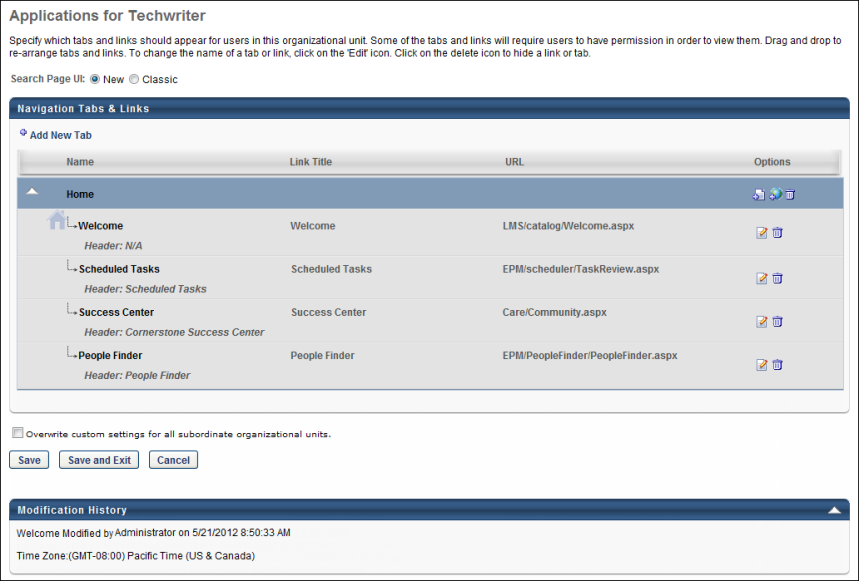 Applications for Techwriter
Specify which tabs and links should appear for users in this organizational unit. Some of the tabs and links will require users to have permission in order to view them. Drag and drop to
re-arrange tabs and links. To change the name of a tab or link, click on the 'Edit' icon. Click on the delete icon to hide a link or tab.
Search Page UI: New Classic
Navigation Tabs & Links
Add New Tab
Name Link Title URL Options
Home
Welcome Welcome LMS/catalog/Welcome.aspx
Header: N/A
Scheduled Tasks Scheduled Tasks EPM/scheduler/TaskReview.aspx
Header: Scheduled Tasks
Success Center Success Center Care/Community.aspx
Header: Cornerstone Success Center
People Finder People Finder EPM/PeopleFinder/PeopleFinder.aspx
Header: People Finder
Overwrite custom settings for all subordinate organizational units.
Save Save and Exit Cancel
Modification History
Welcome Modified by Administrator on 5/21/2012 8:50:33 AM
Time Zone:(GMT-08:00) Pacific Time (US & Canada)